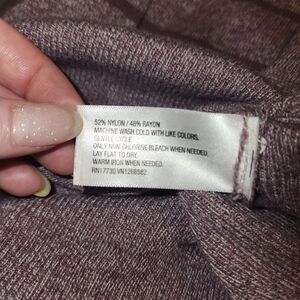 52% NYLON / 48% RAYON
MACHINE WASH COLD WITH LIKE COLORS.
GENTLE CYCLE.
ONLY NON-CHLORINE BLEACH WHEN NEEDED.
LAY FLAT TO DRY.
WARM IRON WHEN NEEDED.
RN17730 VN1268982